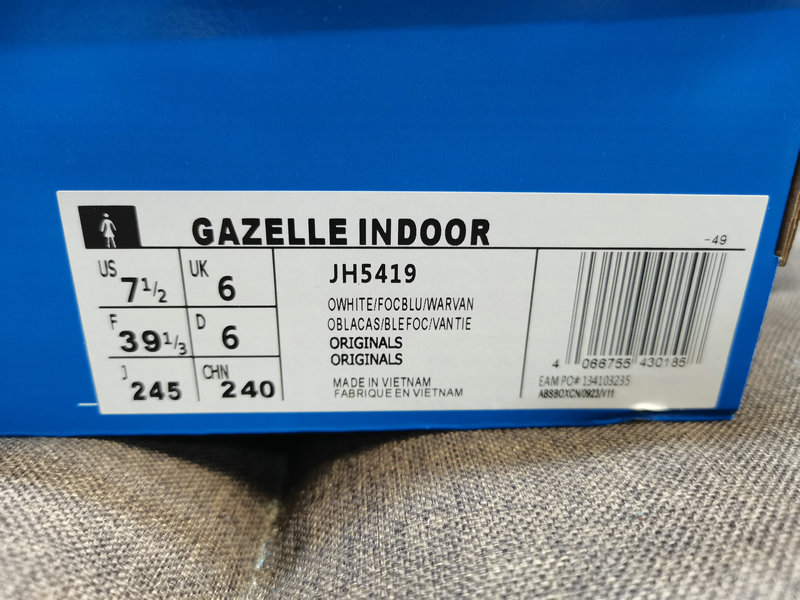 GAZELLE INDOOR
-49
US 7 1/2
UK 6
F 39 1/3
D 6
J 245
CHN 240
JH5419
OWHITE/FOCBLU/WARVAN
OBLACAS/BLEFOC/VANTIE
ORIGINALS
ORIGINALS
MADE IN VIETNAM
FABRIQUE EN VIETNAM
4 066755 430185
EAM PO# 134103235
ABSBOXCN/0923/V11